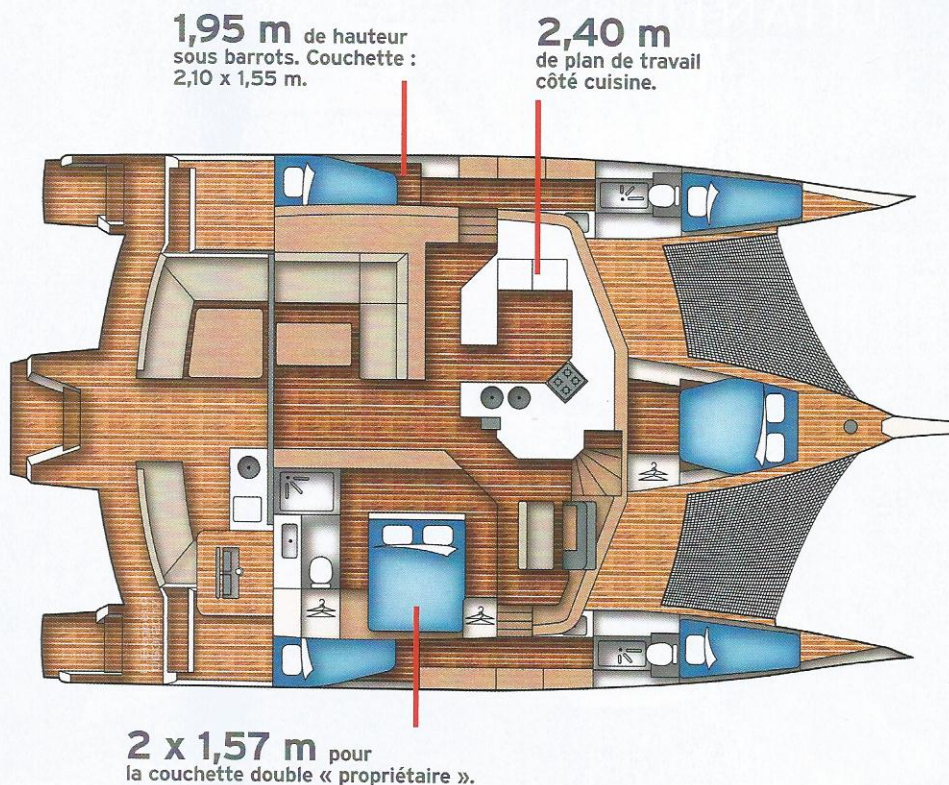 1,95 m de hauteur
sous barrots. Couchette :
2,10 x 1,55 m.
2,40 m
de plan de travail
côté cuisine.
2 x 1,57 m pour
la couchette double « propriétaire ».